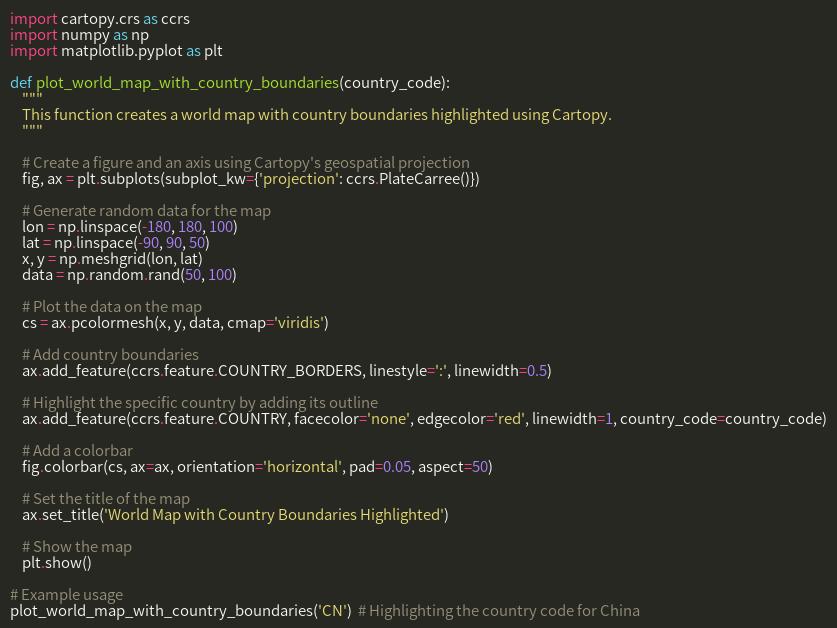 import cartopy.crs as ccrs
import numpy as np
import matplotlib.pyplot as plt

def plot_world_map_with_country_boundaries(country_code):
    """
    This function creates a world map with country boundaries highlighted using Cartopy.
    """

    # Create a figure and an axis using Cartopy's geospatial projection
    fig, ax = plt.subplots(subplot_kw={'projection': ccrs.PlateCarree()})

    # Generate random data for the map
    lon = np.linspace(-180, 180, 100)
    lat = np.linspace(-90, 90, 50)
    x, y = np.meshgrid(lon, lat)
    data = np.random.rand(50, 100)

    # Plot the data on the map
    cs = ax.pcolormesh(x, y, data, cmap='viridis')

    # Add country boundaries
    ax.add_feature(ccrs.feature.COUNTRY_BORDERS, linestyle=':', linewidth=0.5)

    # Highlight the specific country by adding its outline
    ax.add_feature(ccrs.feature.COUNTRY, facecolor='none', edgecolor='red', linewidth=1, country_code=country_code)

    # Add a colorbar
    fig.colorbar(cs, ax=ax, orientation='horizontal', pad=0.05, aspect=50)

    # Set the title of the map
    ax.set_title('World Map with Country Boundaries Highlighted')

    # Show the map
    plt.show()

# Example usage
plot_world_map_with_country_boundaries('CN')  # Highlighting the country code for China